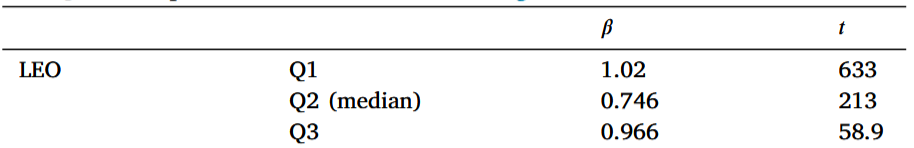 β t
LEO Q1 1.02 633
Q2 (median) 0.746 213
Q3 0.966 58.9